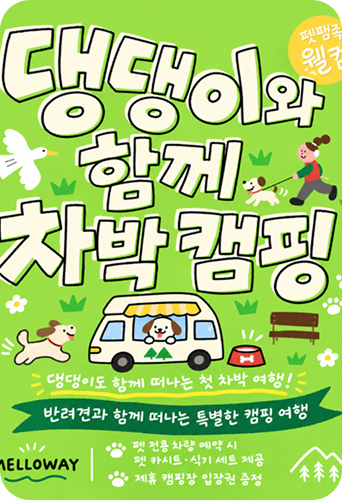 펫팸족
웰컴
댕댕이와
함께
차박 캠핑
댕댕이도 함께 떠나는 첫 차박 여행!
반려견과 함께 떠나는 특별한 캠핑 여행
MELLOWAY
펫 전용 차량 예약 시
펫 카시트·식기 세트 제공
제휴 캠핑장 입장권 증정